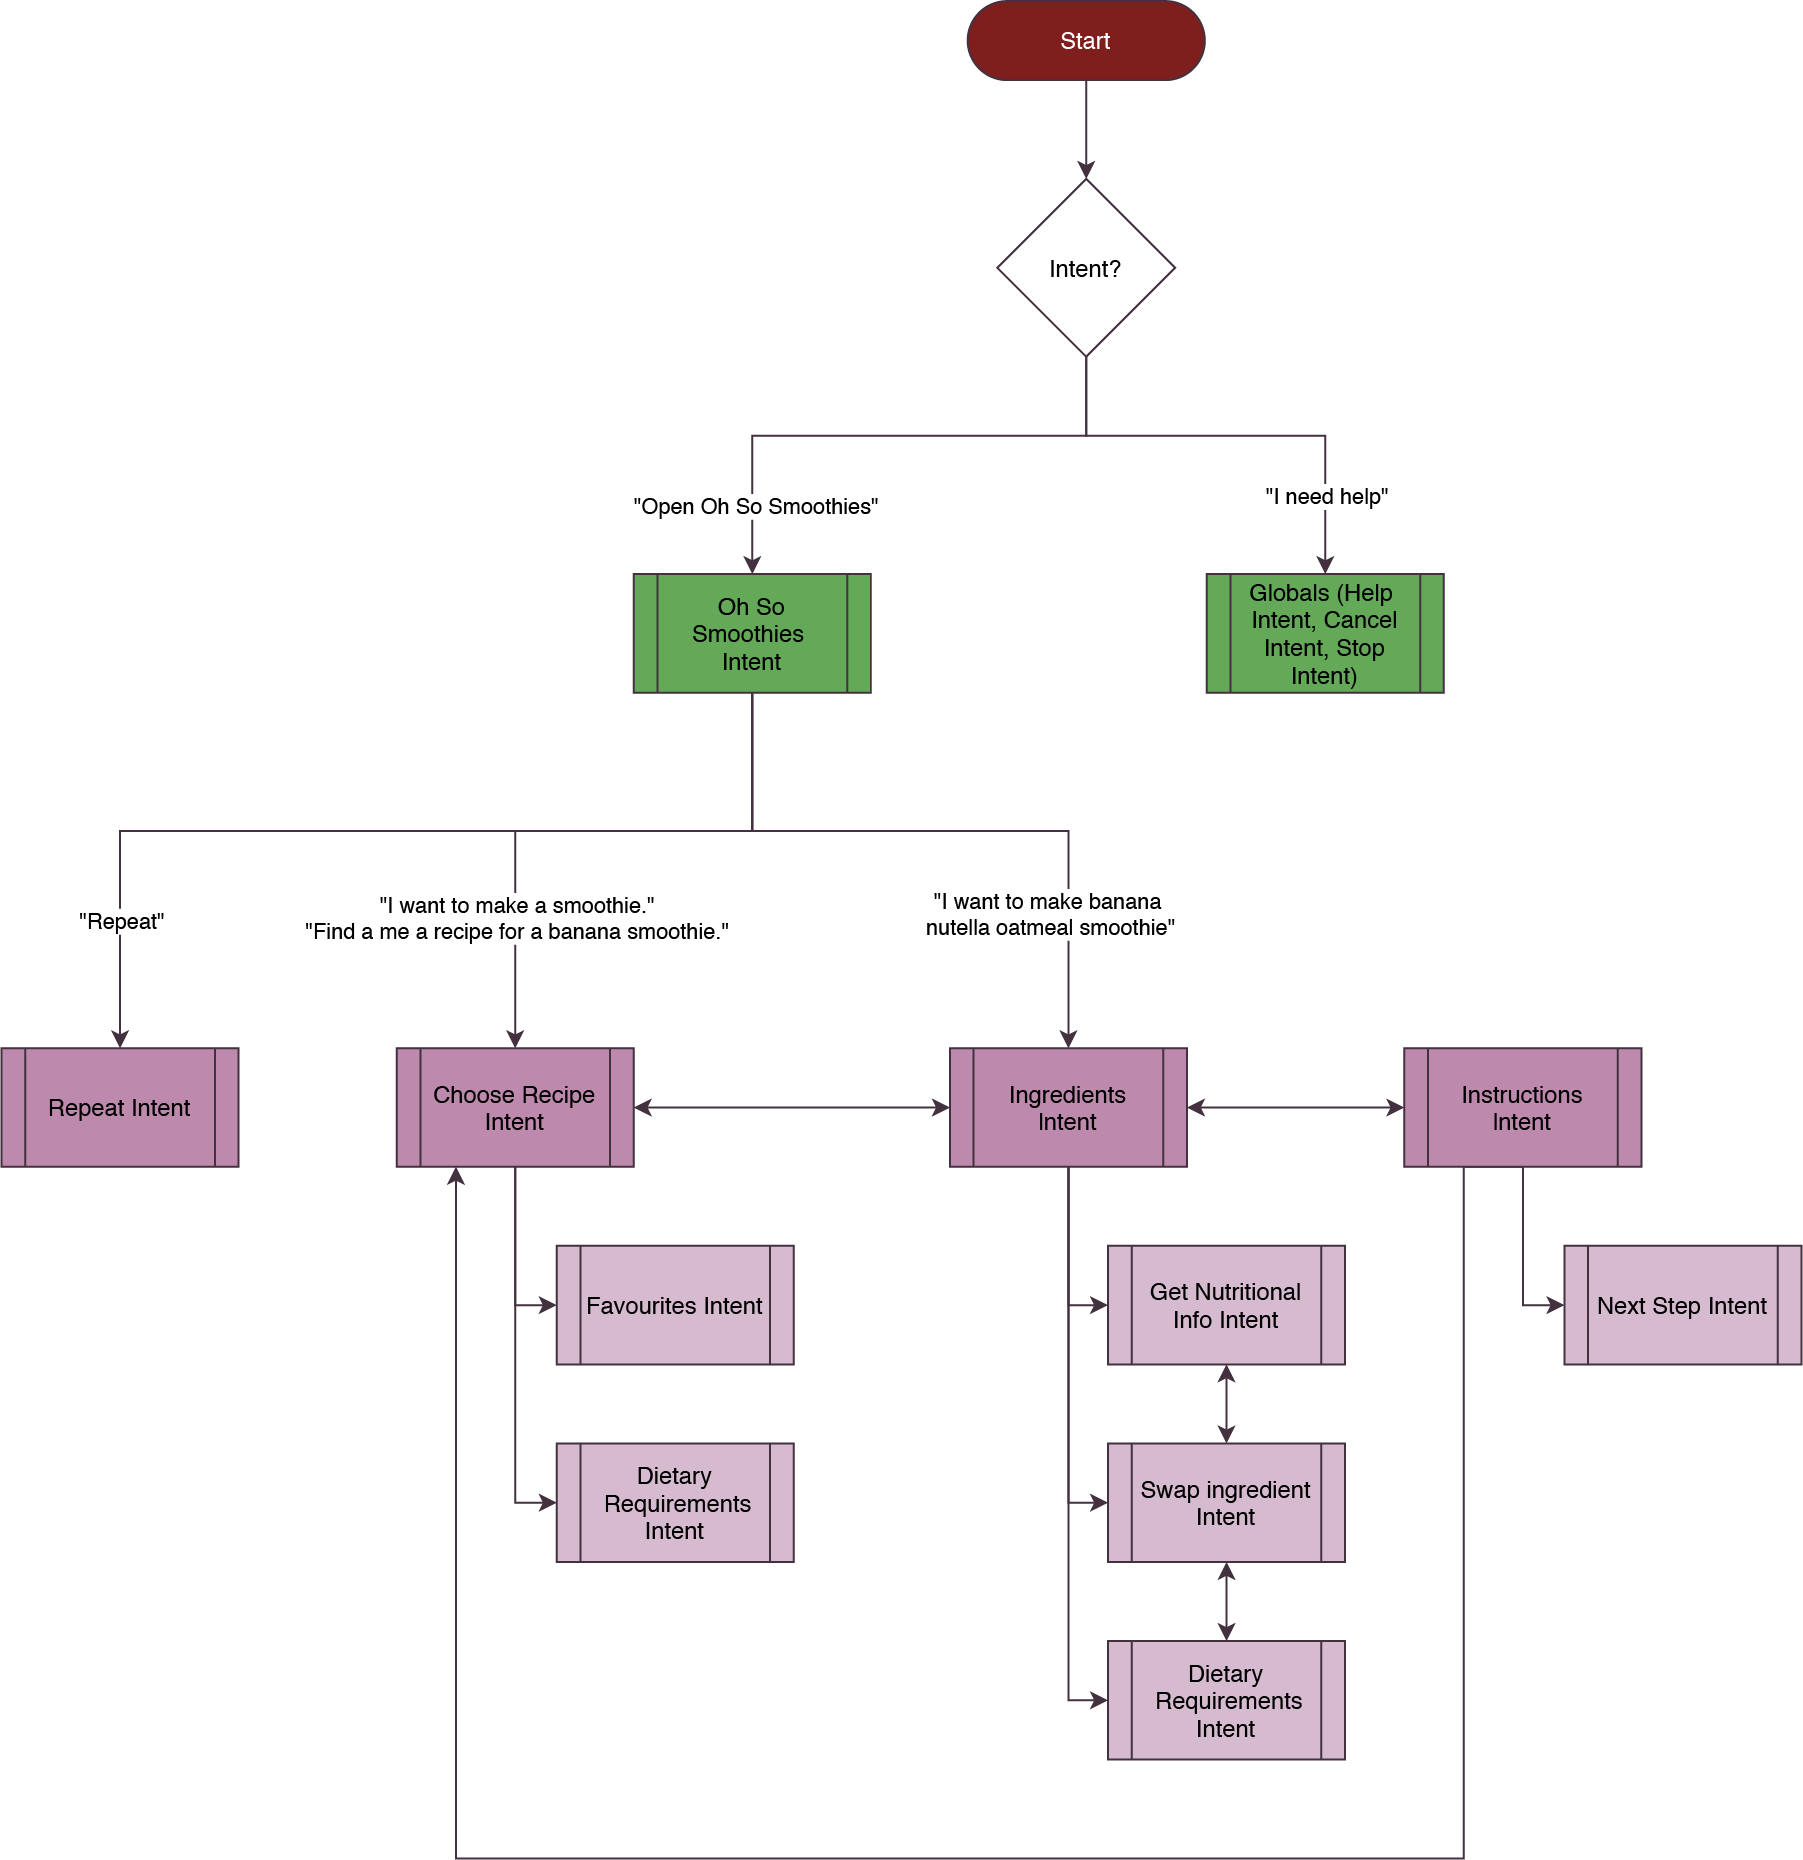 Start
Intent?
"Open Oh So Smoothies"
"I need help"
Oh So
Smoothies
Intent
Globals (Help
Intent, Cancel
Intent, Stop
Intent)
"Repeat"
"I want to make a smoothie."
"Find a me a recipe for a banana smoothie."
"I want to make banana
nutella oatmeal smoothie"
Repeat Intent
Choose Recipe
Intent
Ingredients
Intent
Instructions
Intent
Favourites Intent
Get Nutritional
Info Intent
Next Step Intent
Dietary
Requirements
Intent
Swap ingredient
Intent
Dietary
Requirements
Intent